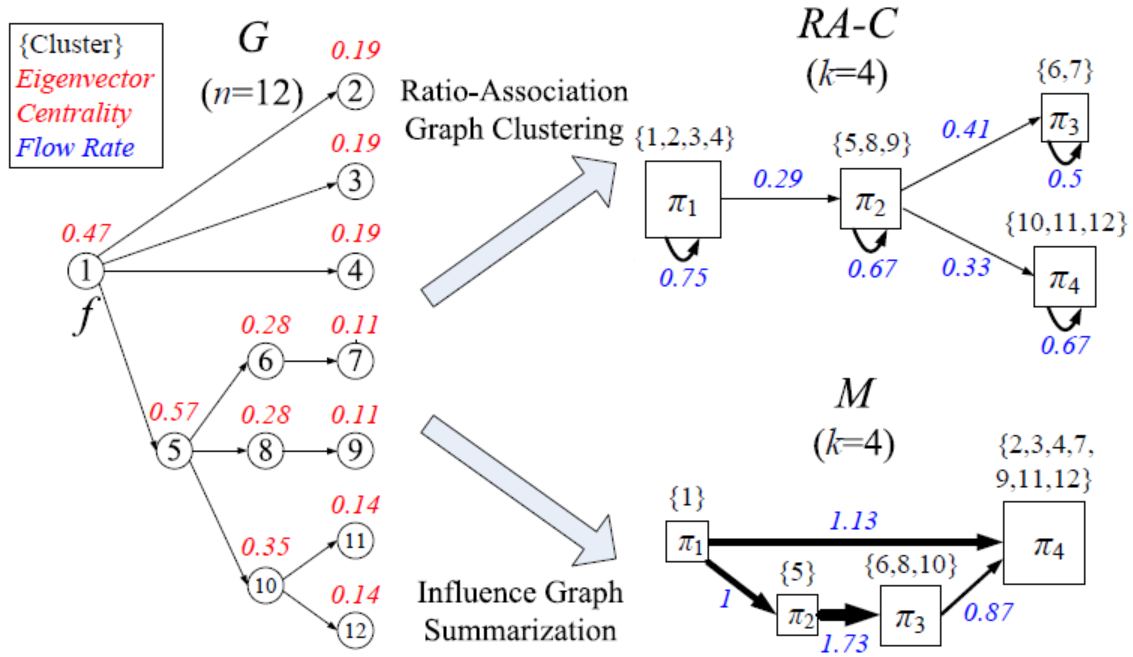 {Cluster}
Eigenvector
Centrality
Flow Rate
G
(n=12)
0.19
2
0.19
3
0.19
4
0.47
1
f
0.28
6
0.11
7
0.57
5
0.28
8
0.11
9
0.14
11
0.35
10
0.14
12
Ratio-Association
Graph Clustering
Influence Graph
Summarization
RA-C
(k=4)
{1,2,3,4}
π1
0.75
0.29
{5,8,9}
π2
0.67
0.41
{6,7}
π3
0.5
0.33
{10,11,12}
π4
0.67
M
(k=4)
{1}
π1
1.13
{2,3,4,7,
9,11,12}
π4
1
{5}
π2
1.73
{6,8,10}
π3
0.87